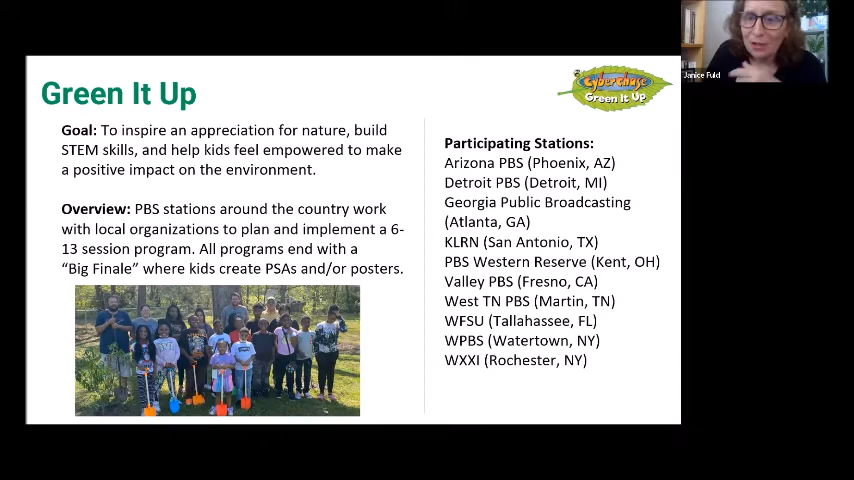 Janice Fuld
Green It Up
Cyberchase
Green It Up
Goal: To inspire an appreciation for nature, build
STEM skills, and help kids feel empowered to make
a positive impact on the environment.
Overview: PBS stations around the country work
with local organizations to plan and implement a 6-
13 session program. All programs end with a
“Big Finale” where kids create PSAs and/or posters.
Participating Stations:
Arizona PBS (Phoenix, AZ)
Detroit PBS (Detroit, MI)
Georgia Public Broadcasting
(Atlanta, GA)
KLRN (San Antonio, TX)
PBS Western Reserve (Kent, OH)
Valley PBS (Fresno, CA)
West TN PBS (Martin, TN)
WFSU (Tallahassee, FL)
WPBS (Watertown, NY)
WXXI (Rochester, NY)